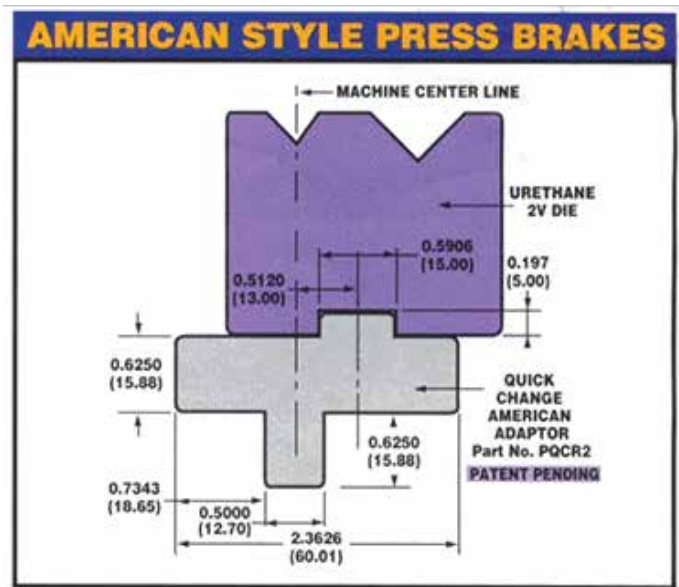 AMERICAN STYLE PRESS BRAKES
MACHINE CENTER LINE
URETHANE
2V DIE
0.5906
(15.00)
0.197
(5.00)
0.5120
(13.00)
0.6250
(15.88)
QUICK
CHANGE
AMERICAN
ADAPTOR
Part No. PQCR2
PATENT PENDING
0.6250
(15.88)
0.7343
(18.65)
0.5000
(12.70)
2.3626
(60.01)